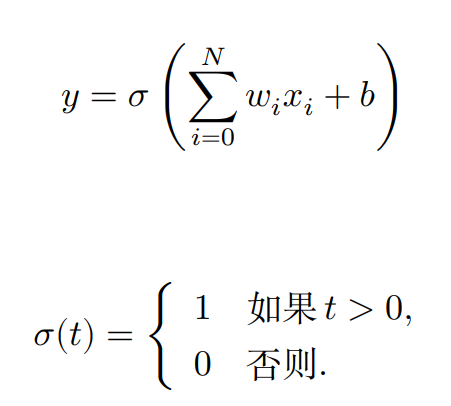 y = σ ( ∑_{i=0}^{N} w_i x_i + b )
σ(t) = { 1 如果 t > 0,
0 否则.